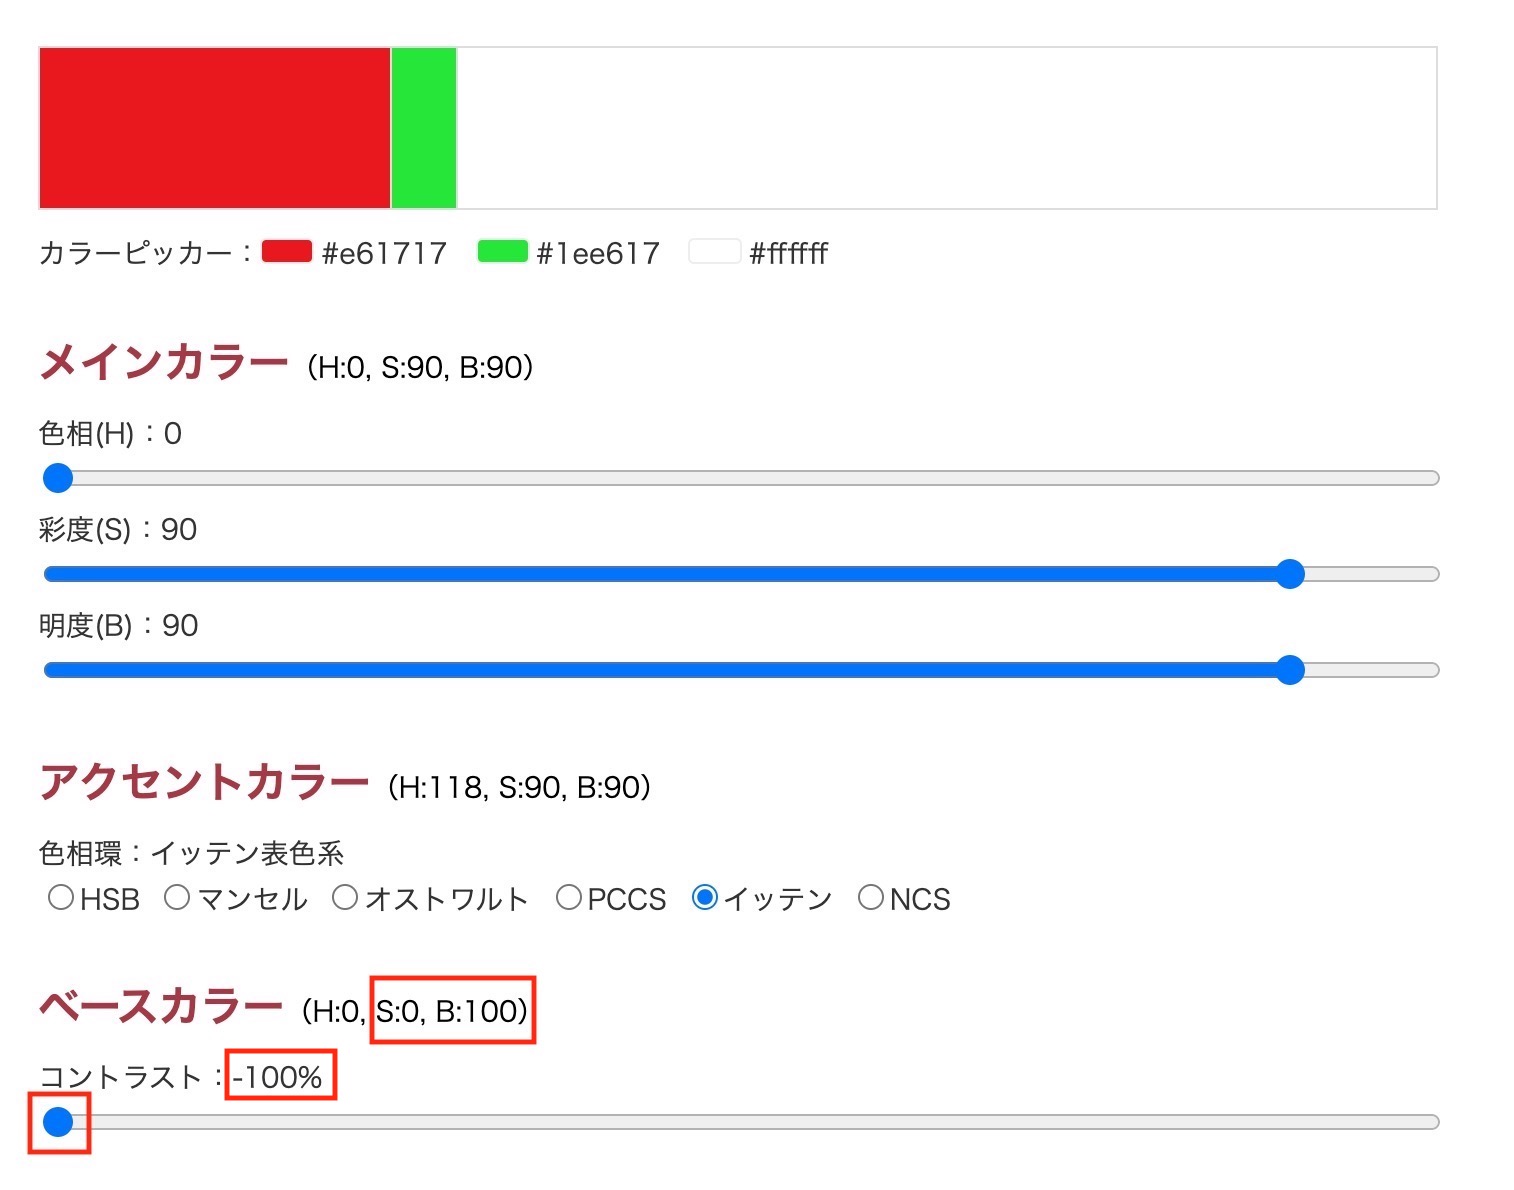 カラーピッカー： #e61717 #1ee617 #ffffff
メインカラー (H:0, S:90, B:90)
色相(H)：0
彩度(S)：90
明度(B)：90
アクセントカラー (H:118, S:90, B:90)
色相環：イッテン表色系
HSB マンセル オストワルト PCCS イッテン NCS
ベースカラー (H:0, S:0, B:100)
コントラスト：-100%